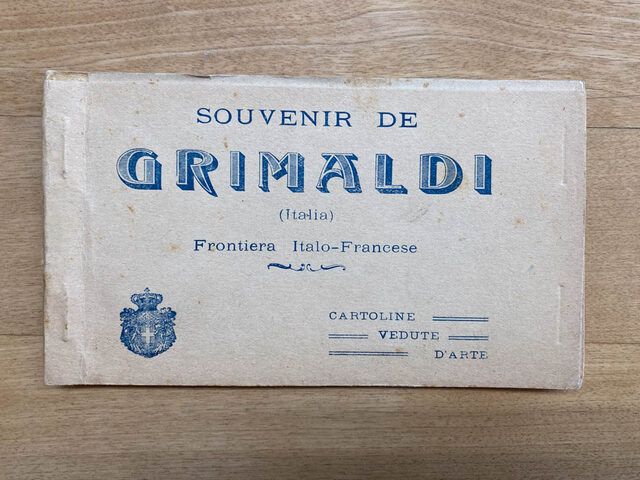 SOUVENIR DE
GRIMALDI
(Italia)
Frontiera Italo-Francese
CARTOLINE
VEDUTE
D'ARTE